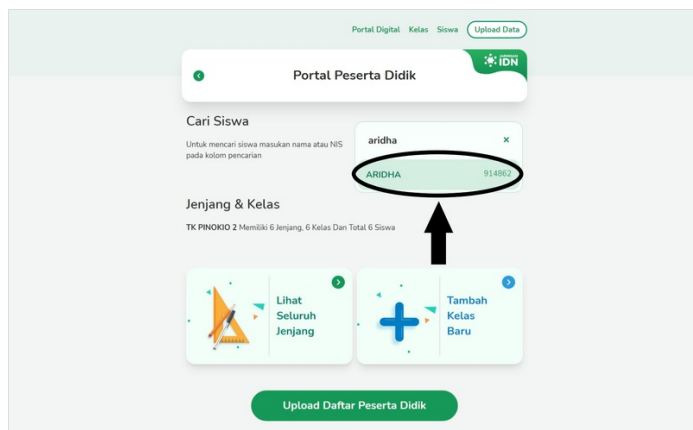 Portal Digital Kelas Siswa Upload Data
IDN
Portal Peserta Didik
Cari Siswa
Untuk mencari siswa masukan nama atau NIS
pada kolom pencarian
aridha ×
ARIDHA 914862
Jenjang & Kelas
TK PINOKIO 2 Memiliki 6 Jenjang, 6 Kelas Dan Total 6 Siswa
Lihat
Seluruh
Jenjang
Tambah
Kelas
Baru
Upload Daftar Peserta Didik